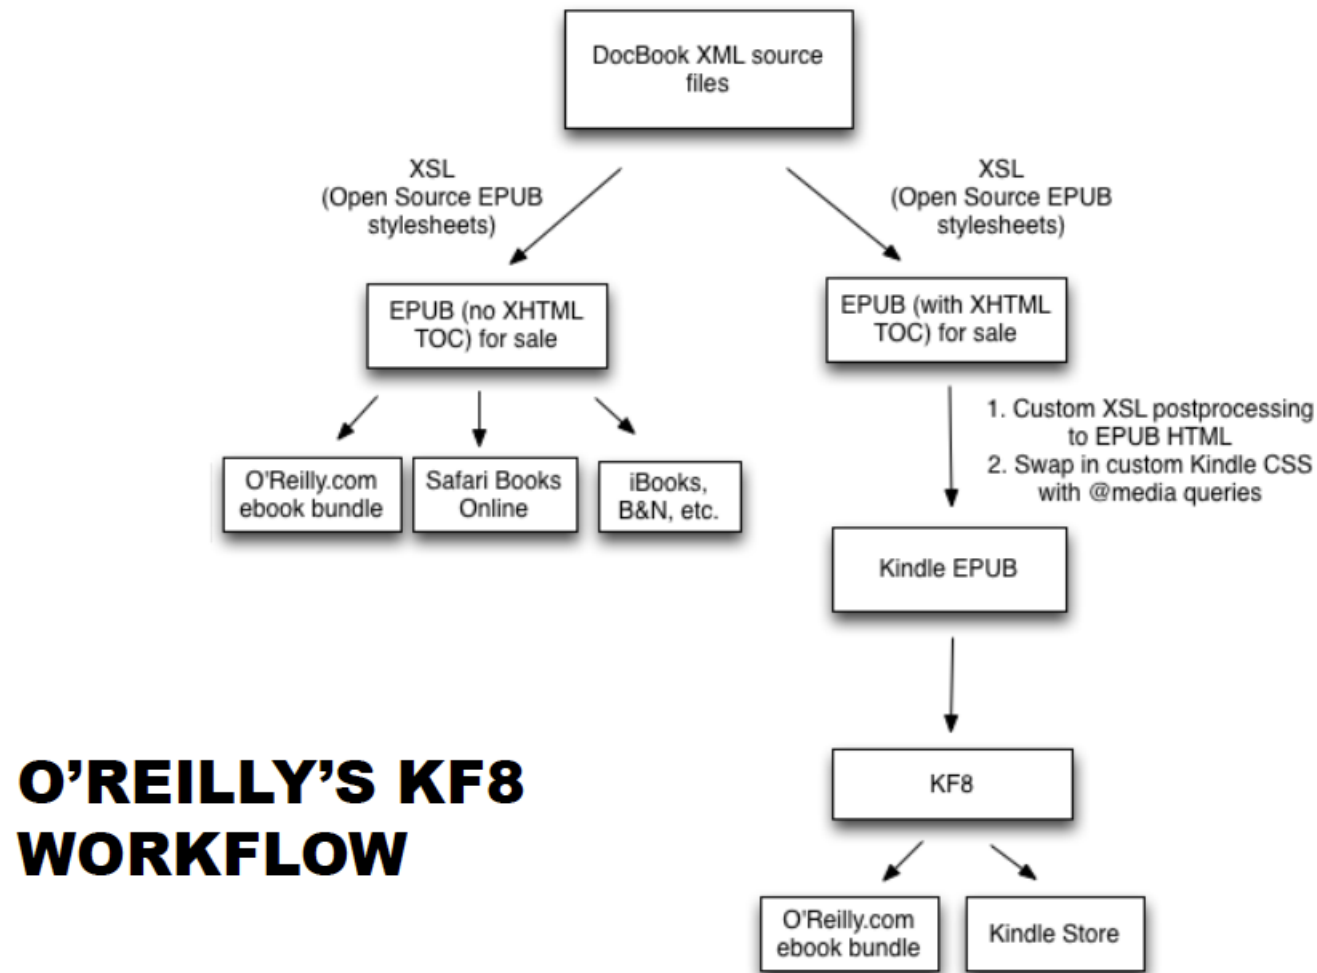 DocBook XML source
files
XSL
(Open Source EPUB
stylesheets)
XSL
(Open Source EPUB
stylesheets)
EPUB (no XHTML
TOC) for sale
EPUB (with XHTML
TOC) for sale
1. Custom XSL postprocessing
to EPUB HTML
2. Swap in custom Kindle CSS
with @media queries
O'Reilly.com
ebook bundle
Safari Books
Online
iBooks,
B&N, etc.
Kindle EPUB
KF8
O’REILLY’S KF8
WORKFLOW
O'Reilly.com
ebook bundle
Kindle Store